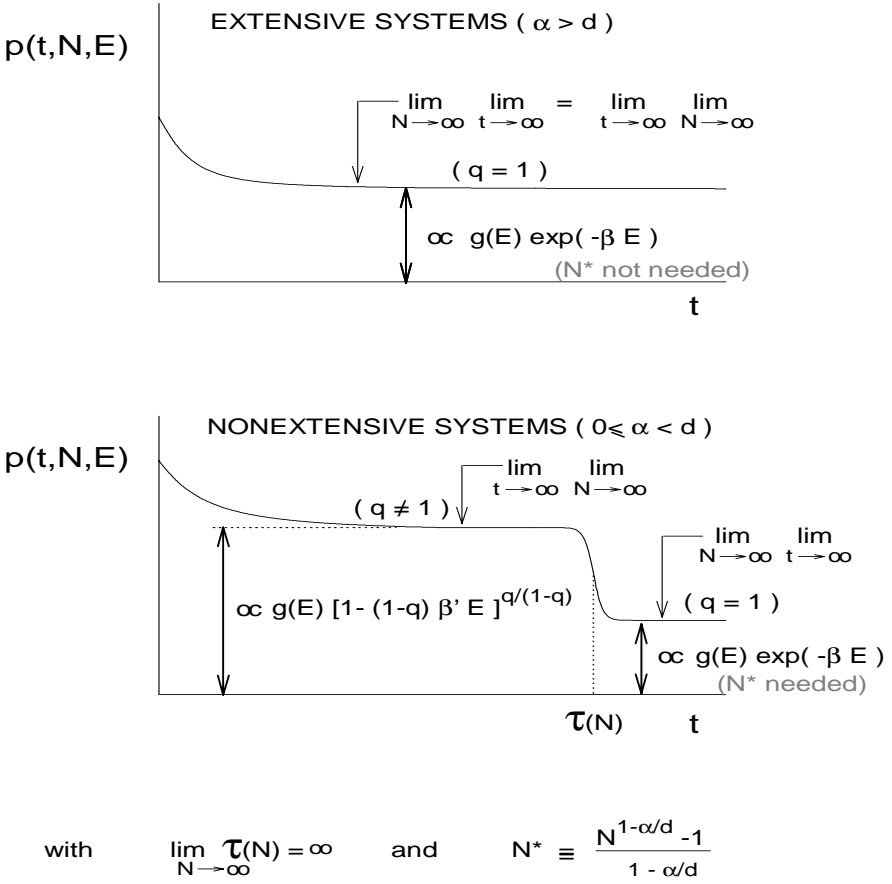 EXTENSIVE SYSTEMS ( α > d )
p(t,N,E)
lim lim = lim lim
N→∞ t→∞ t→∞ N→∞
( q = 1 )
∝ g(E) exp( -β E )
(N* not needed)
t
NONEXTENSIVE SYSTEMS ( 0⩽ α < d )
p(t,N,E)
lim lim
t→∞ N→∞
( q ≠ 1 )
lim lim
N→∞ t→∞
∝ g(E) [1- (1-q) β’ E ]^q/(1-q)
( q = 1 )
∝ g(E) exp( -β E )
(N* needed)
τ(N) t
with lim τ(N) = ∞ and N* ≡ N^1-α/d -1
N→∞ 1 - α/d